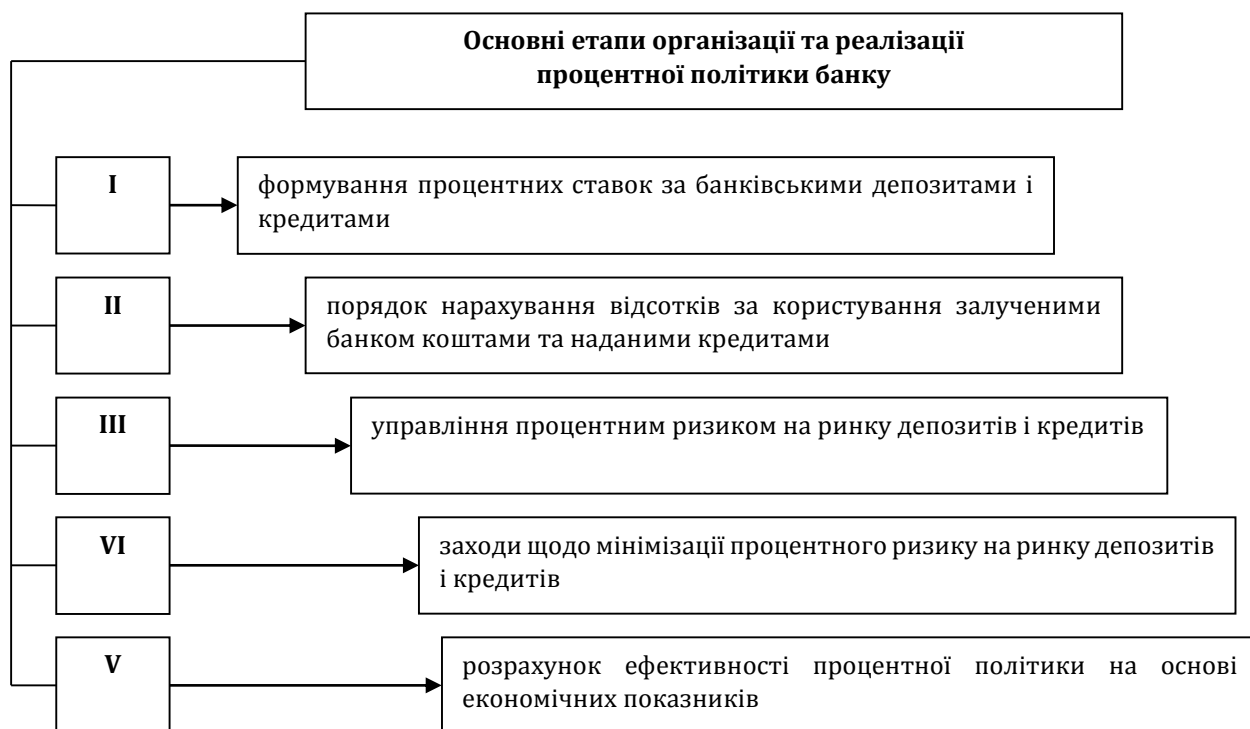 Основні етапи організації та реалізації
процентної політики банку
I
формування процентних ставок за банківськими депозитами і
кредитами
II
порядок нарахування відсотків за користування залученими
банком коштами та наданими кредитами
III
управління процентним ризиком на ринку депозитів і кредитів
VI
заходи щодо мінімізації процентного ризику на ринку депозитів
і кредитів
V
розрахунок ефективності процентної політики на основі
економічних показників